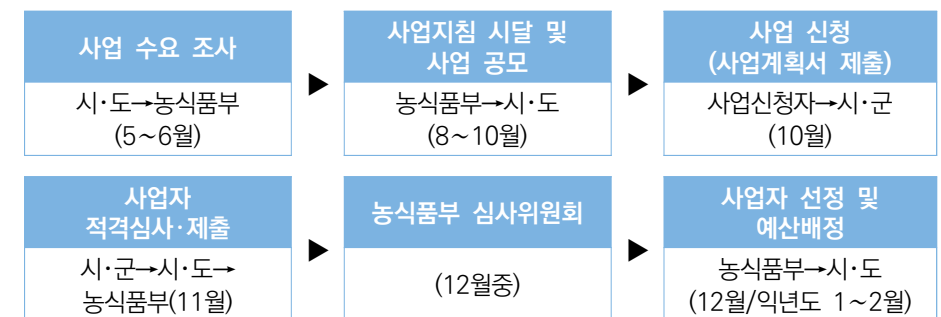 사업 수요 조사
시·도→농식품부
(5~6월)
▶
사업지침 시달 및
사업 공모
농식품부→시·도
(8~10월)
▶
사업 신청
(사업계획서 제출)
사업신청자→시·군
(10월)
사업자
적격심사·제출
시·군→시·도→
농식품부(11월)
▶
농식품부 심사위원회
(12월중)
▶
사업자 선정 및
예산배정
농식품부→시·도
(12월/익년도 1~2월)